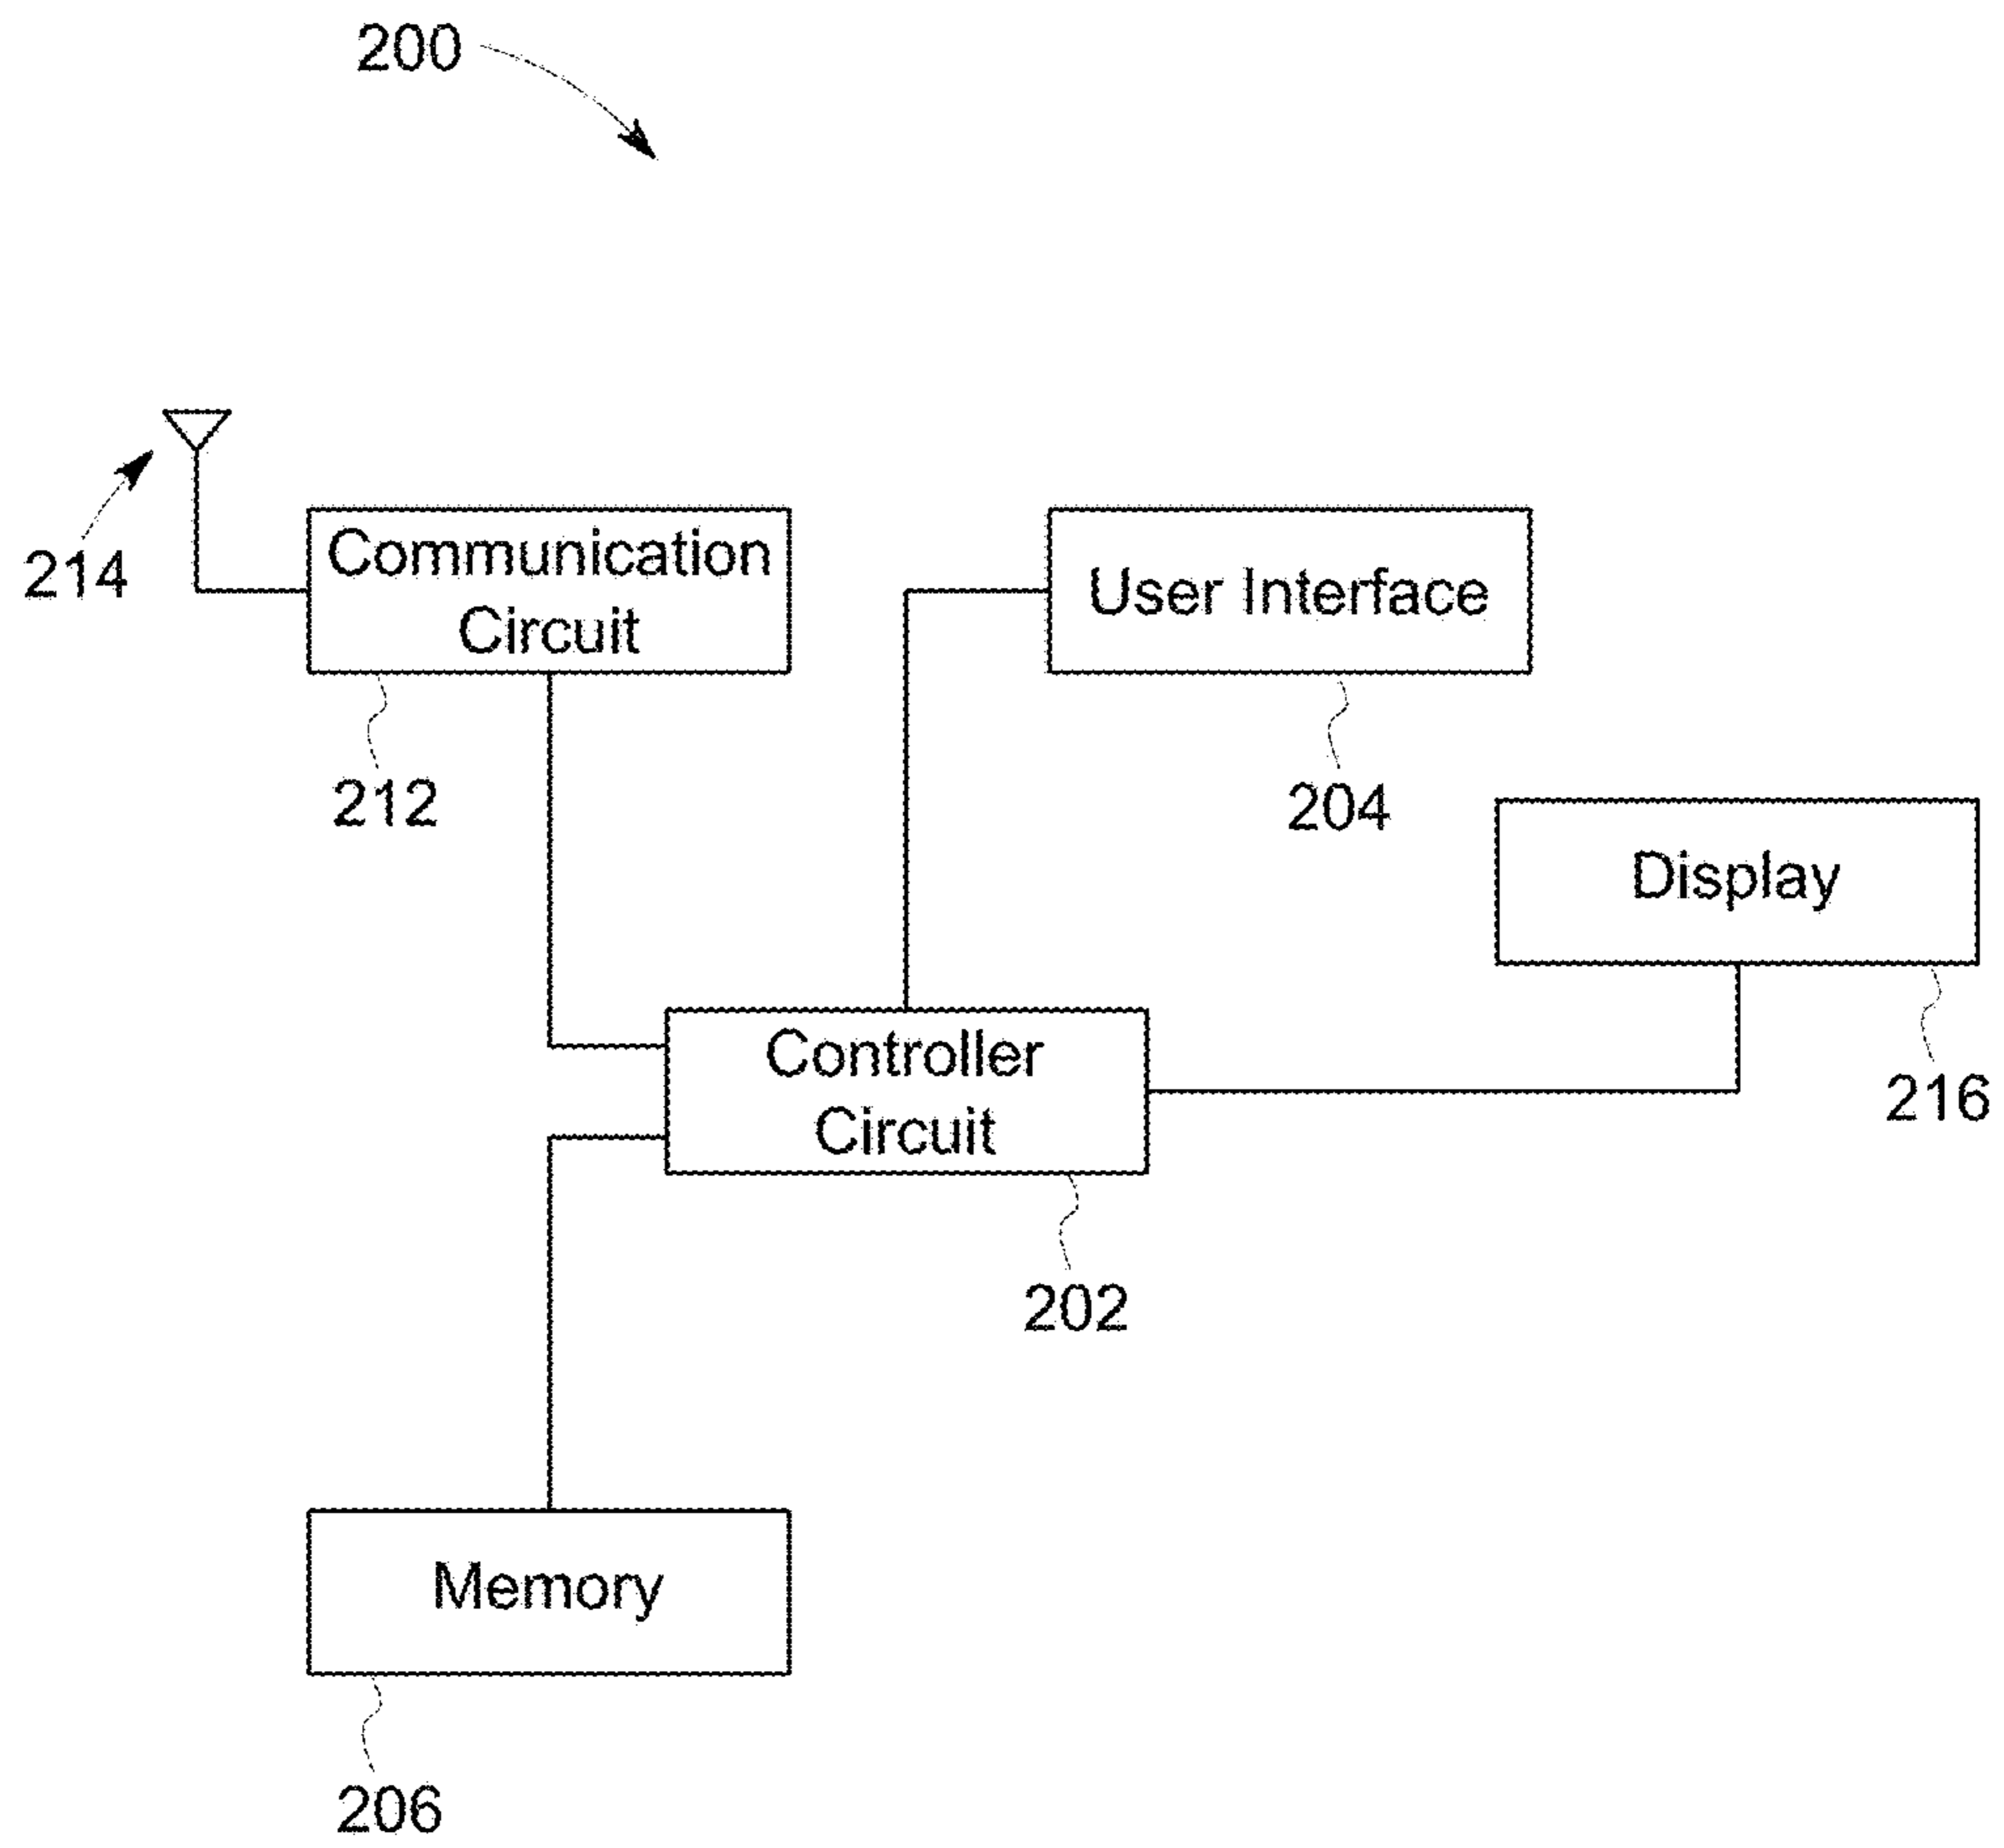 200
214
Communication
Circuit
212
User Interface
204
Display
216
Controller
Circuit
202
Memory
206